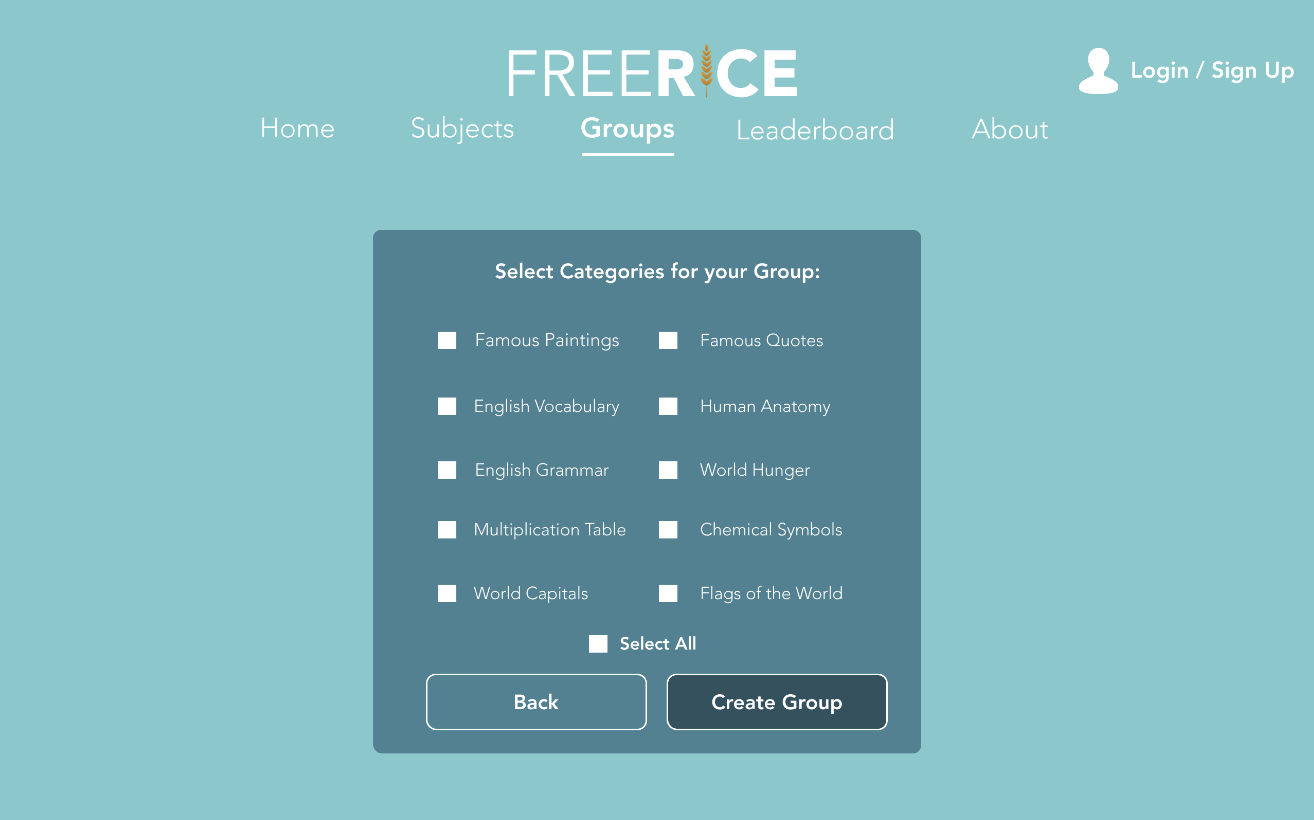 FREERICE
Login / Sign Up
Home Subjects Groups Leaderboard About
Select Categories for your Group:
Famous Paintings Famous Quotes
English Vocabulary Human Anatomy
English Grammar World Hunger
Multiplication Table Chemical Symbols
World Capitals Flags of the World
Select All
Back Create Group